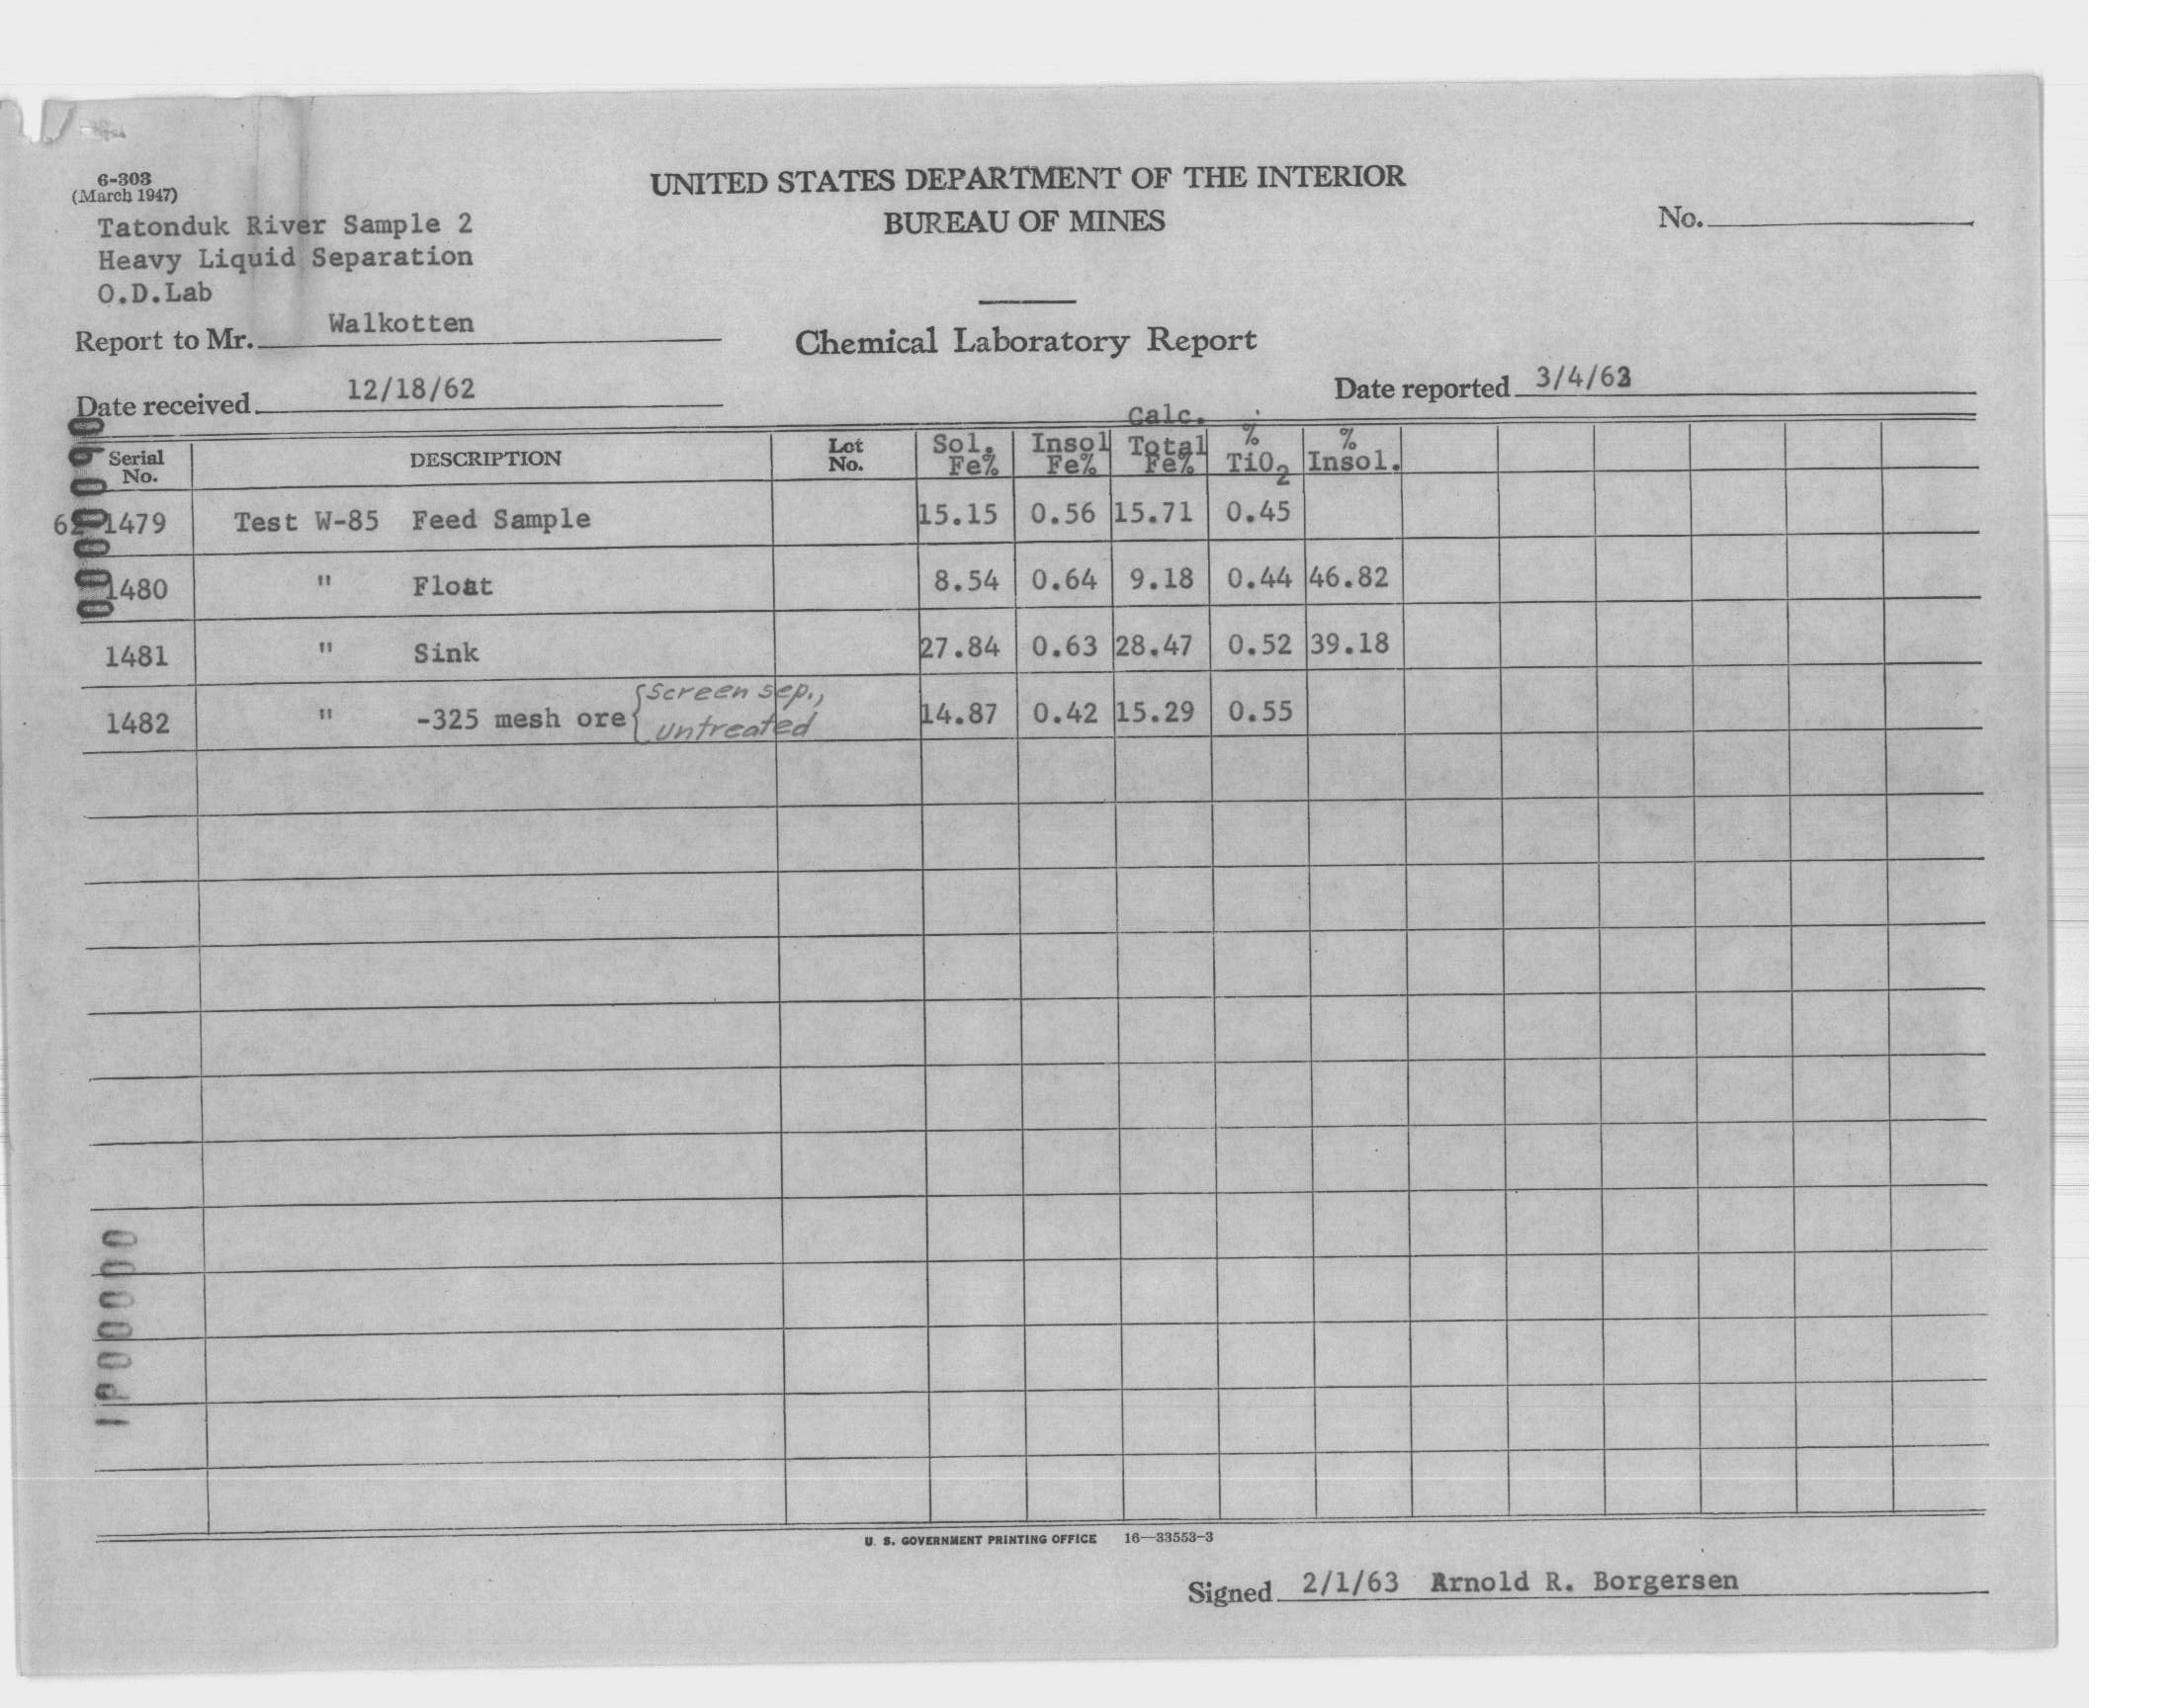 6-303
(March 1947)
UNITED STATES DEPARTMENT OF THE INTERIOR
BUREAU OF MINES
No.
Tatonduk River Sample 2
Heavy Liquid Separation
O.D.Lab
Report to Mr. Walkotten
Chemical Laboratory Report
Date received 12/18/62
Date reported 3/4/63
Serial No. DESCRIPTION Lot No. Sol. Fe% Insol Fe% Calc. Total Fe% % TiO2 % Insol.
1479 Test W-85 Feed Sample 15.15 0.56 15.71 0.45
1480 " Float 8.54 0.64 9.18 0.44 46.82
1481 " Sink 27.84 0.63 28.47 0.52 39.18
1482 " -325 mesh ore { Screen sep., untreated 14.87 0.42 15.29 0.55
U. S. GOVERNMENT PRINTING OFFICE 16—33553-3
Signed 2/1/63 Arnold R. Borgersen